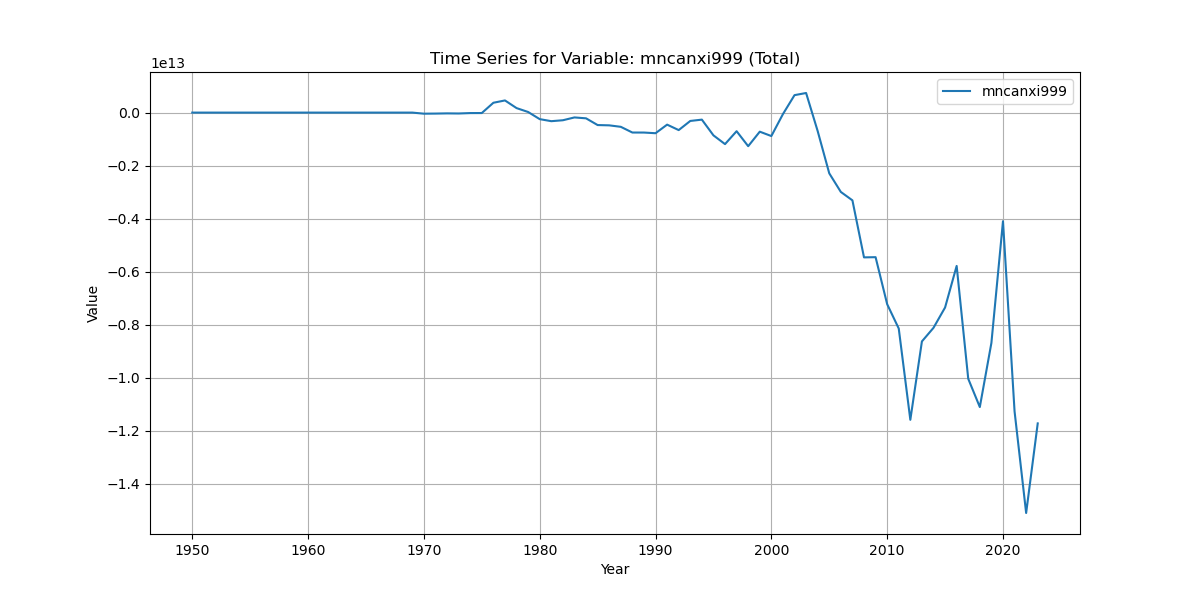 Time Series for Variable: mncanxi999 (Total)
1e13
mncanxi999
0.0
−0.2
−0.4
−0.6
−0.8
−1.0
−1.2
−1.4
Value
1950 1960 1970 1980 1990 2000 2010 2020
Year